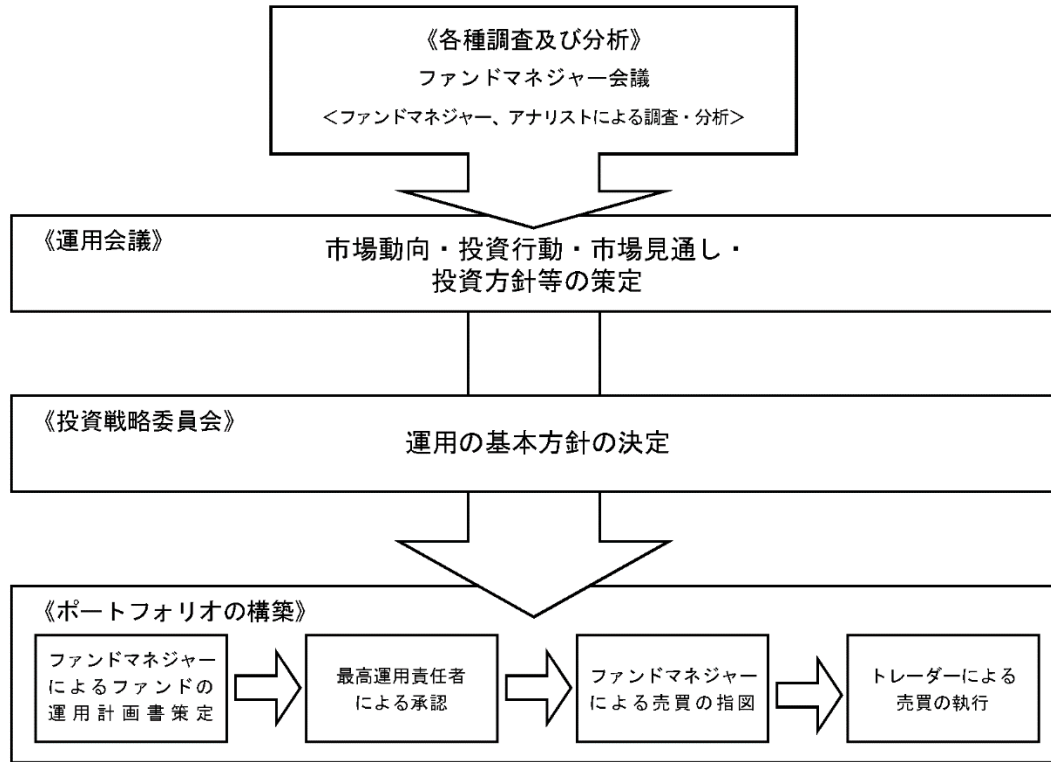 《各種調査及び分析》
ファンドマネジャー会議
＜ファンドマネジャー、アナリストによる調査・分析＞
《運用会議》
市場動向・投資行動・市場見通し・
投資方針等の策定
《投資戦略委員会》
運用の基本方針の決定
《ポートフォリオの構築》
ファンドマネジャー
によるファンドの
運用計画書策定
最高運用責任者
による承認
ファンドマネジャー
による売買の指図
トレーダーによる
売買の執行